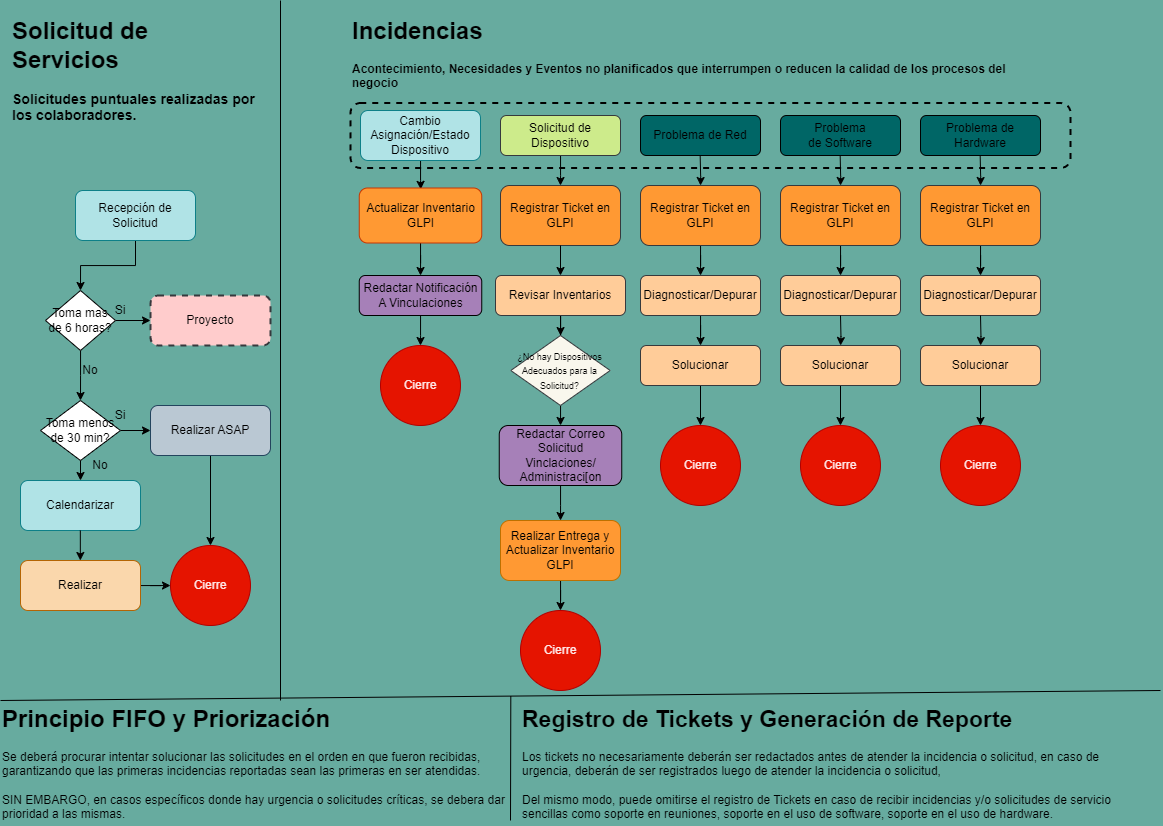 Solicitud de
Servicios
Solicitudes puntuales realizadas por
los colaboradores.
Recepción de
Solicitud
Toma mas
de 6 horas?
Si
Proyecto
No
Toma menos
de 30 min?
Si
Realizar ASAP
No
Calendarizar
Realizar
Cierre
Incidencias
Acontecimiento, Necesidades y Eventos no planificados que interrumpen o reducen la calidad de los procesos del
negocio
Cambio
Asignación/Estado
Dispositivo
Actualizar Inventario
GLPI
Redactar Notificación
A Vinculaciones
Cierre
Solicitud de
Dispositivo
Registrar Ticket en
GLPI
Revisar Inventarios
¿No hay Dispositivos
Adecuados para la
Solicitud?
Redactar Correo
Solicitud
Vinclaciones/
Administraci[on
Realizar Entrega y
Actualizar Inventario
GLPI
Cierre
Problema de Red
Registrar Ticket en
GLPI
Diagnosticar/Depurar
Solucionar
Cierre
Problema
de Software
Registrar Ticket en
GLPI
Diagnosticar/Depurar
Solucionar
Cierre
Problema de
Hardware
Registrar Ticket en
GLPI
Diagnosticar/Depurar
Solucionar
Cierre
Principio FIFO y Priorización
Se deberá procurar intentar solucionar las solicitudes en el orden en que fueron recibidas,
garantizando que las primeras incidencias reportadas sean las primeras en ser atendidas.
SIN EMBARGO, en casos específicos donde hay urgencia o solicitudes críticas, se debera dar
prioridad a las mismas.
Registro de Tickets y Generación de Reporte
Los tickets no necesariamente deberán ser redactados antes de atender la incidencia o solicitud, en caso de
urgencia, deberán de ser registrados luego de atender la incidencia o solicitud,
Del mismo modo, puede omitirse el registro de Tickets en caso de recibir incidencias y/o solicitudes de servicio
sencillas como soporte en reuniones, soporte en el uso de software, soporte en el uso de hardware.